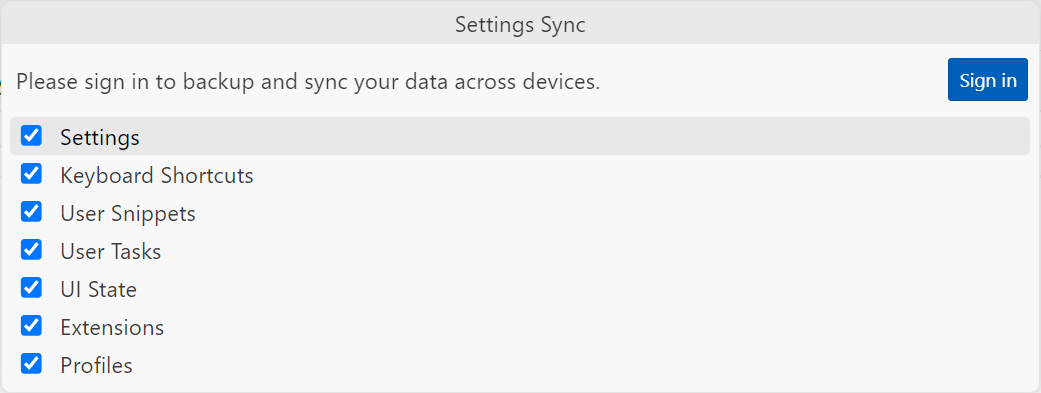 Settings Sync
Please sign in to backup and sync your data across devices.
Sign in
Settings
Keyboard Shortcuts
User Snippets
User Tasks
UI State
Extensions
Profiles